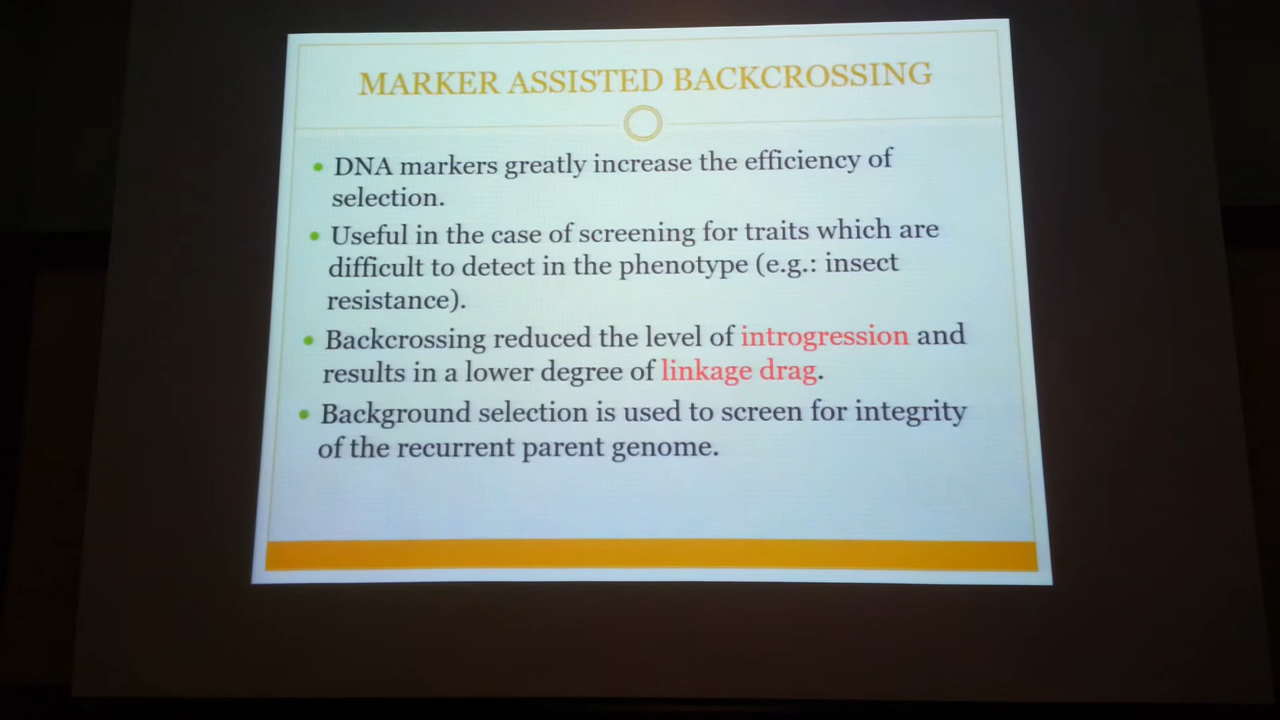 MARKER ASSISTED BACKCROSSING
• DNA markers greatly increase the efficiency of
selection.
• Useful in the case of screening for traits which are
difficult to detect in the phenotype (e.g.: insect
resistance).
• Backcrossing reduced the level of introgression and
results in a lower degree of linkage drag.
• Background selection is used to screen for integrity
of the recurrent parent genome.